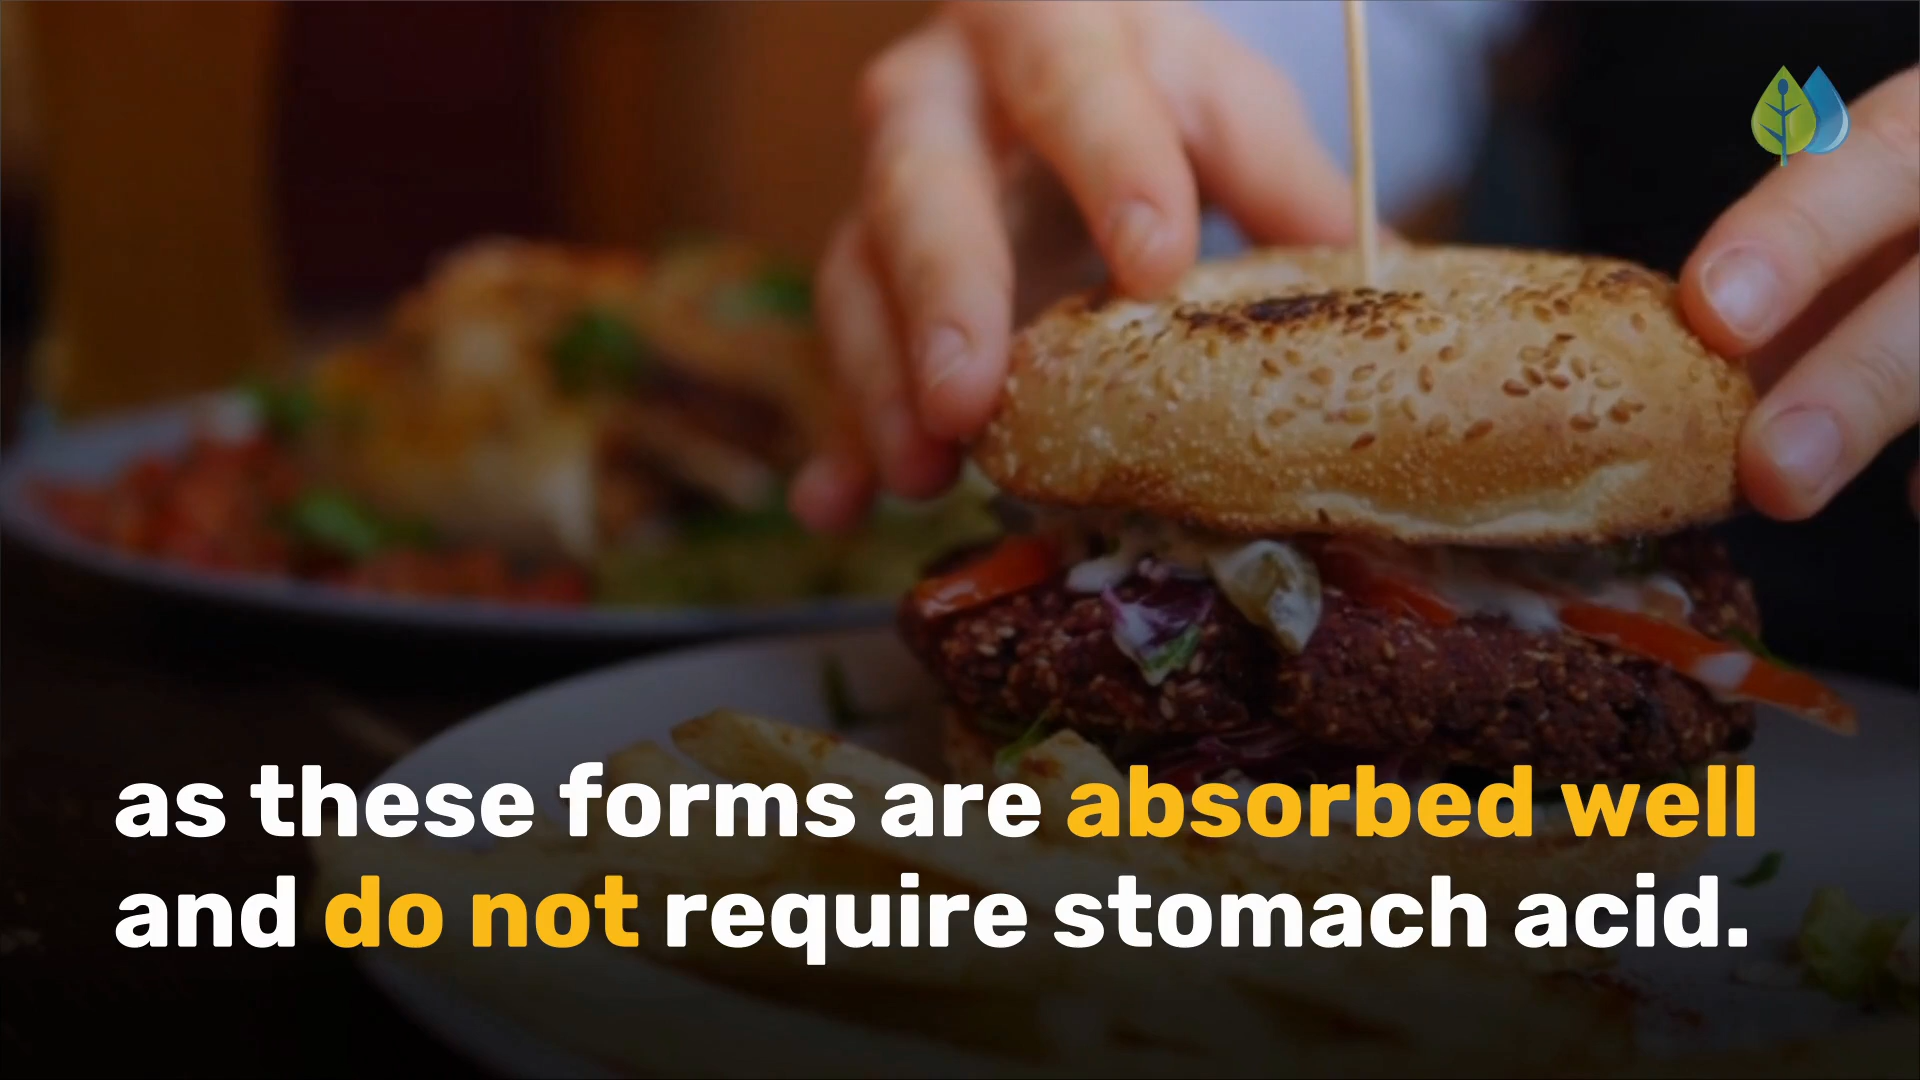 as these forms are absorbed well
and do not require stomach acid.